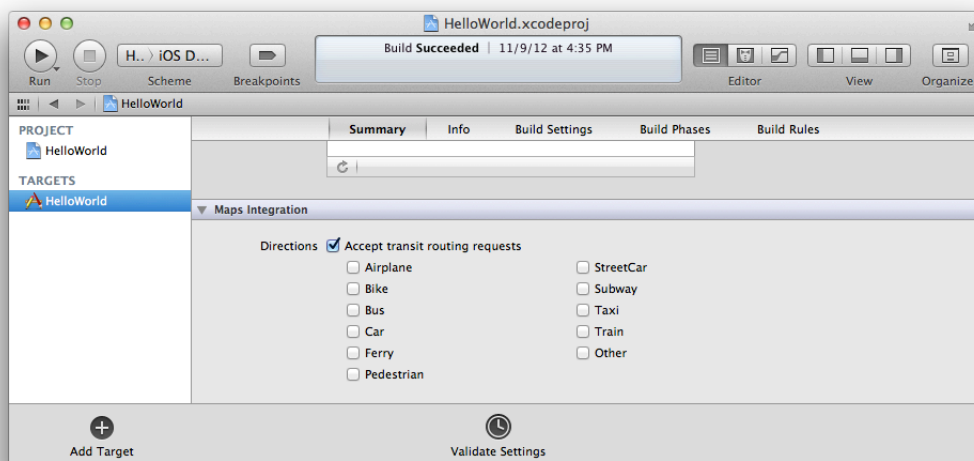 HelloWorld.xcodeproj
H.. 〉 iOS D...
Build Succeeded | 11/9/12 at 4:35 PM
Run Stop Scheme Breakpoints Editor View Organize
HelloWorld
PROJECT
HelloWorld
TARGETS
HelloWorld
Summary Info Build Settings Build Phases Build Rules
Maps Integration
Directions Accept transit routing requests
Airplane StreetCar
Bike Subway
Bus Taxi
Car Train
Ferry Other
Pedestrian
Add Target Validate Settings